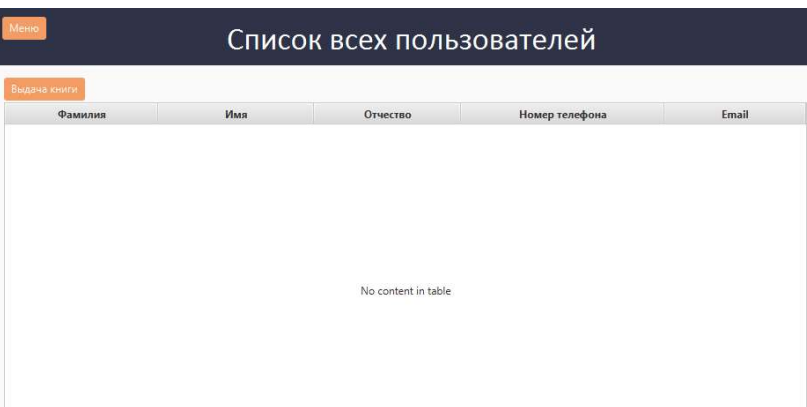 Меню
Список всех пользователей
Выдача книги
Фамилия Имя Отчество Номер телефона Email
No content in table